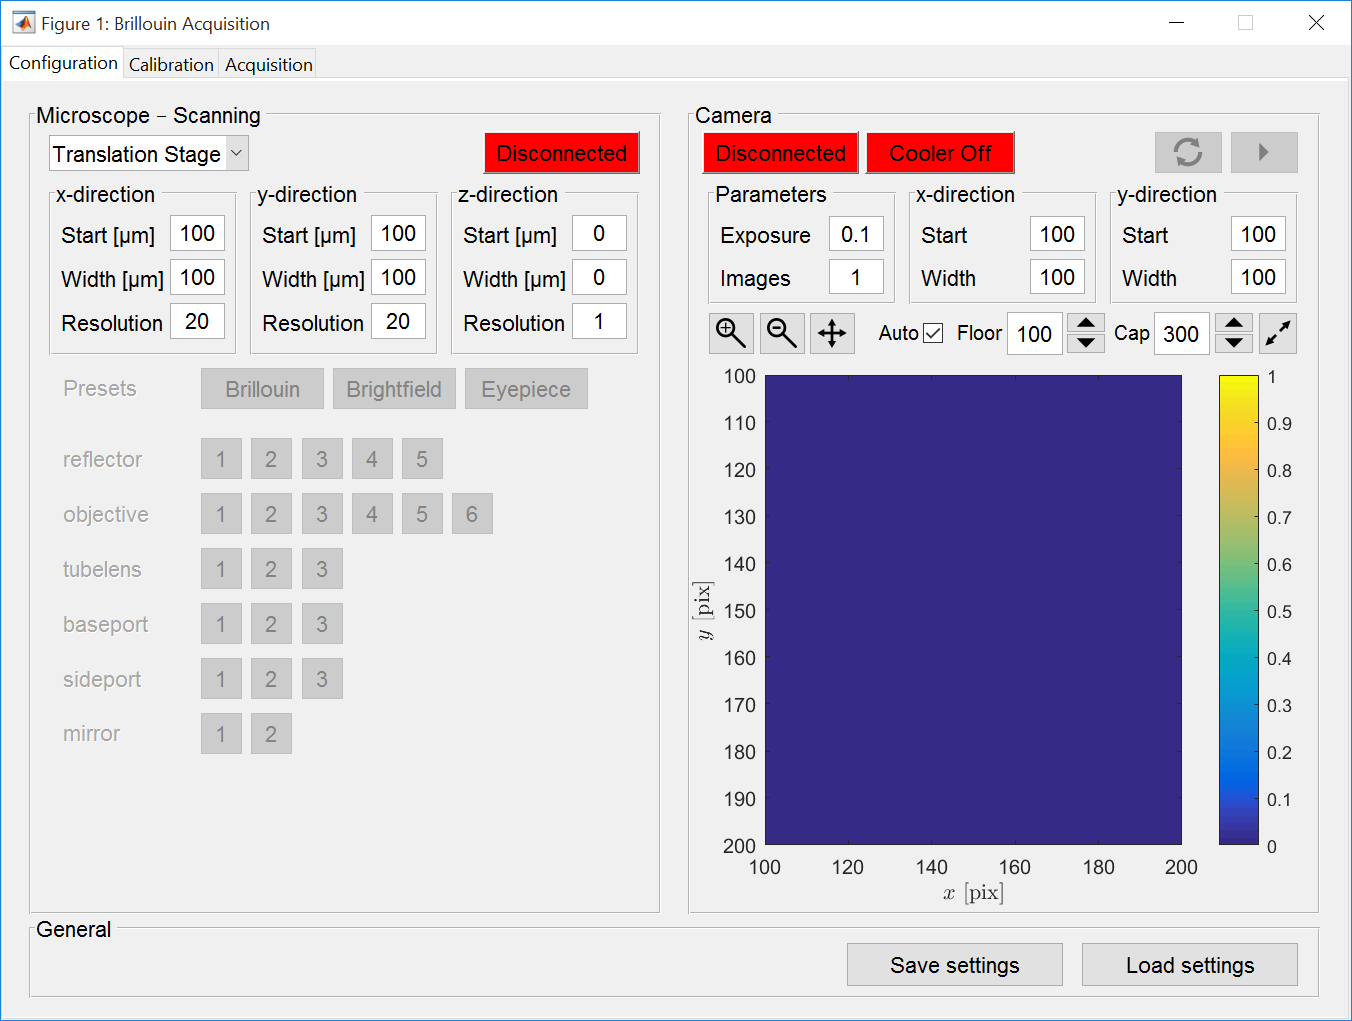 Figure 1: Brillouin Acquisition
Configuration Calibration Acquisition
Microscope – Scanning
Translation Stage
Disconnected
x-direction
Start [µm] 100
Width [µm] 100
Resolution 20
y-direction
Start [µm] 100
Width [µm] 100
Resolution 20
z-direction
Start [µm] 0
Width [µm] 0
Resolution 1
Presets Brillouin Brightfield Eyepiece
reflector 1 2 3 4 5
objective 1 2 3 4 5 6
tubelens 1 2 3
baseport 1 2 3
sideport 1 2 3
mirror 1 2
Camera
Disconnected Cooler Off
Parameters
Exposure 0.1
Images 1
x-direction
Start 100
Width 100
y-direction
Start 100
Width 100
Auto Floor 100 Cap 300
100
110
120
130
140
150
160
170
180
190
200
y [pix]
100 120 140 160 180 200
x [pix]
1
0.9
0.8
0.7
0.6
0.5
0.4
0.3
0.2
0.1
0
General
Save settings Load settings